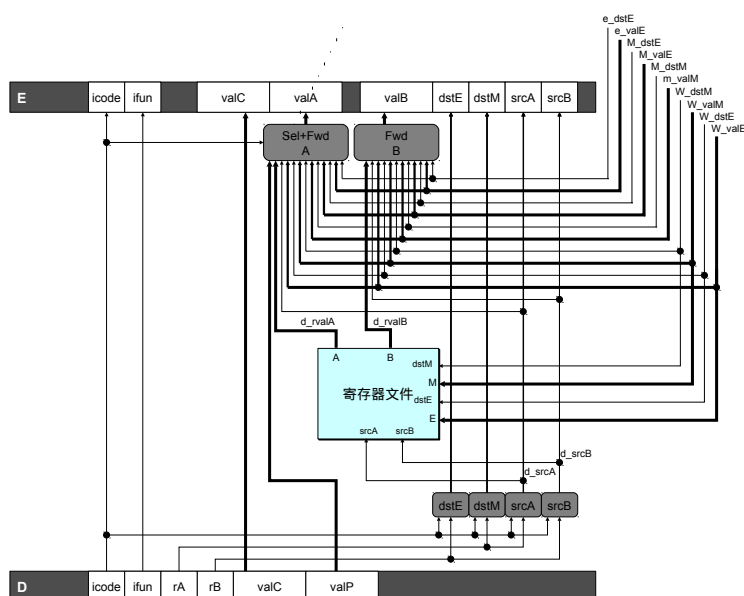 e_dstE
e_valE
M_dstE
M_valE
M_dstM
m_valM
W_dstM
W_valM
W_dstE
W_valE
E icode ifun valC valA valB dstE dstM srcA srcB
Sel+Fwd
A
Fwd
B
d_rvalA d_rvalB
A B
dstM
M
寄存器文件
dstE
E
srcA srcB
d_srcB
d_srcA
dstE dstM srcA srcB
D icode ifun rA rB valC valP